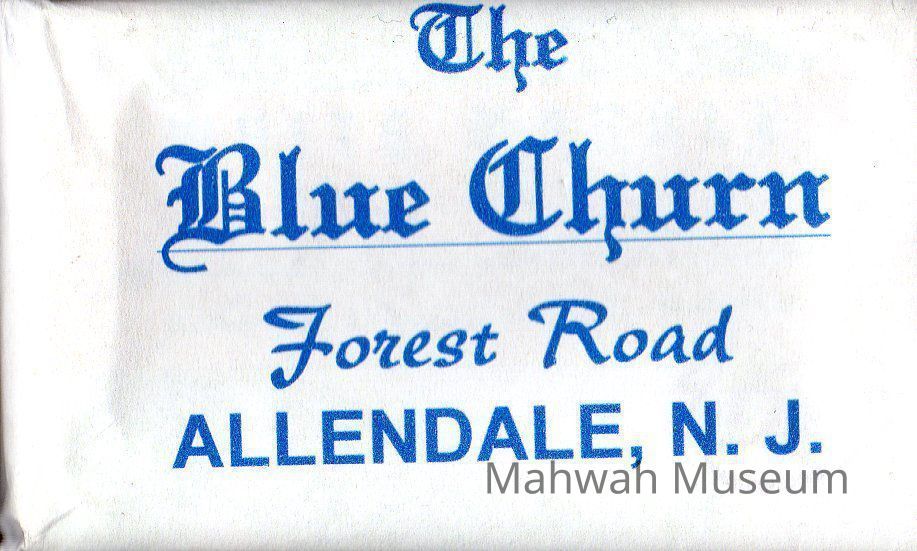 The
Blue Churn
Forest Road
ALLENDALE, N. J.
Mahwah Museum